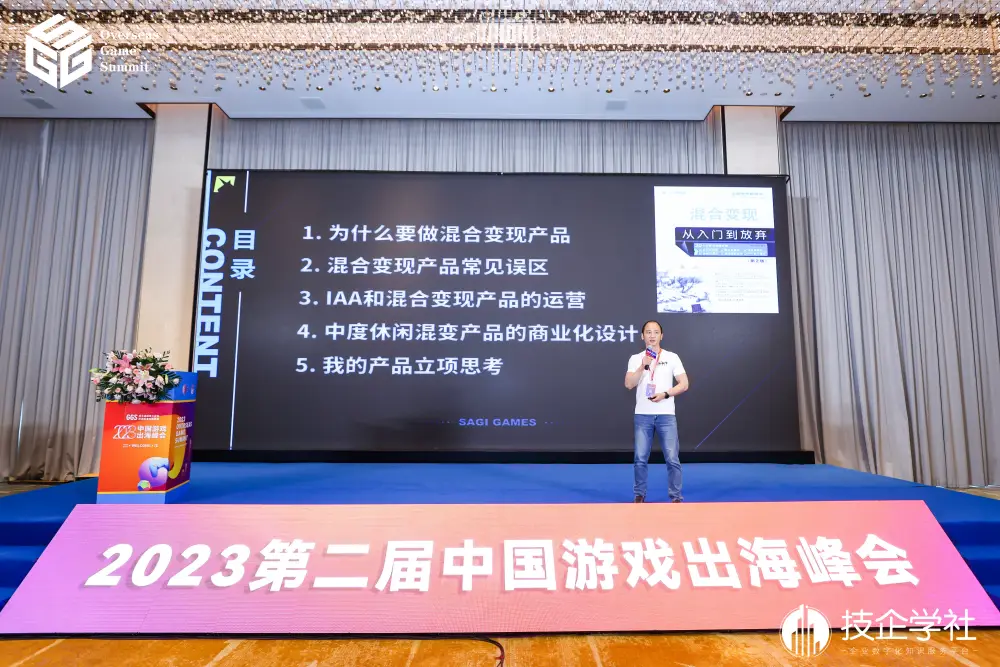 Overseas
Game
Summit
目录
CONTENT
1. 为什么要做混合变现产品
2. 混合变现产品常见误区
3. IAA和混合变现产品的运营
4. 中度休闲混变产品的商业化设计
5. 我的产品立项思考
混合变现
从入门到放弃
SAGI GAMES
GGS
2023
中国游戏
出海峰会
2023第二届中国游戏出海峰会
技企学社